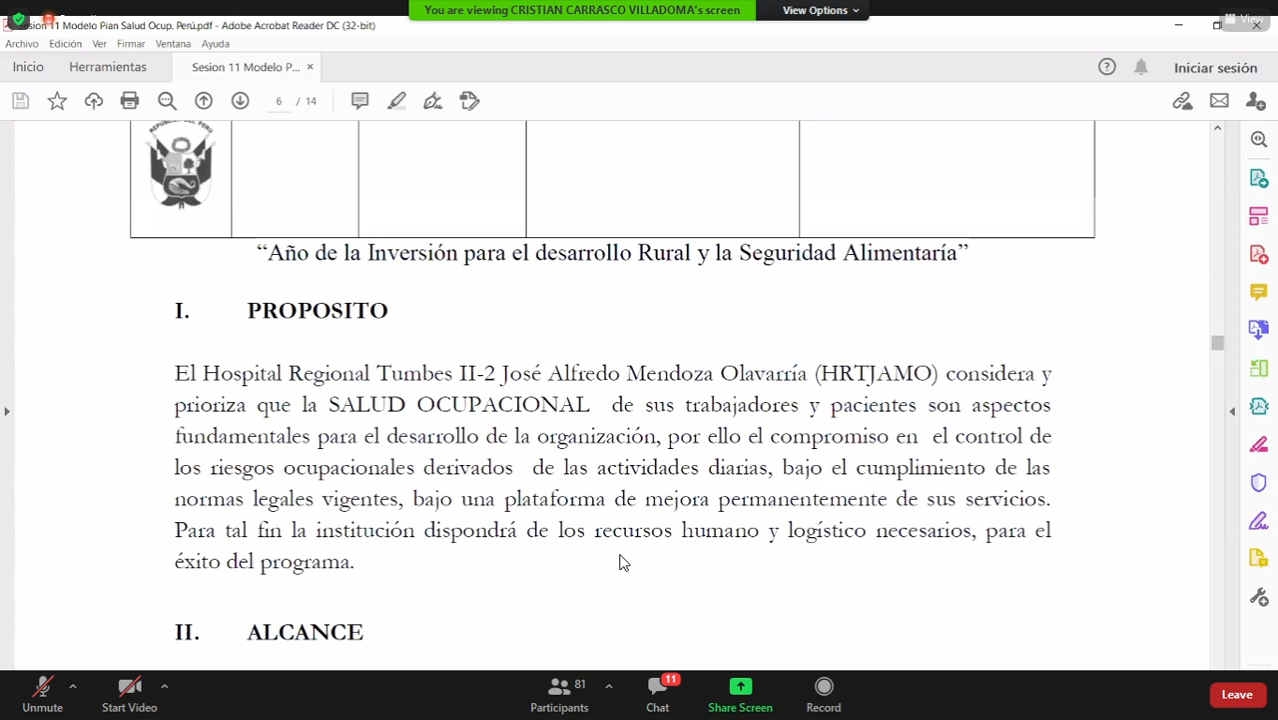 You are viewing CRISTIAN CARRASCO VILLADOMA's screen
View Options
View
sion 11 Modelo Plan Salud Ocup. Perú.pdf - Adobe Acrobat Reader DC (32-bit)
Archivo Edición Ver Firmar Ventana Ayuda
Inicio Herramientas Sesion 11 Modelo P... × Iniciar sesión
6 / 14
REPUBLICA DEL PERU
“Año de la Inversión para el desarrollo Rural y la Seguridad Alimentaría”
I. PROPOSITO
El Hospital Regional Tumbes II-2 José Alfredo Mendoza Olavarría (HRTJAMO) considera y
prioriza que la SALUD OCUPACIONAL de sus trabajadores y pacientes son aspectos
fundamentales para el desarrollo de la organización, por ello el compromiso en el control de
los riesgos ocupacionales derivados de las actividades diarias, bajo el cumplimiento de las
normas legales vigentes, bajo una plataforma de mejora permanentemente de sus servicios.
Para tal fin la institución dispondrá de los recursos humano y logístico necesarios, para el
éxito del programa.
II. ALCANCE
81
11
Unmute Start Video Participants Chat Share Screen Record Leave